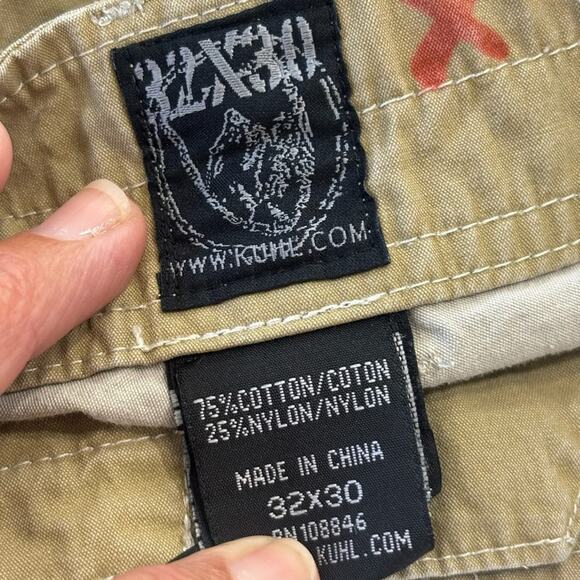 32X30
www.KUHL.COM
75%COTTON/COTON
25%NYLON/NYLON
MADE IN CHINA
32X30
RN108846
KUHL.COM